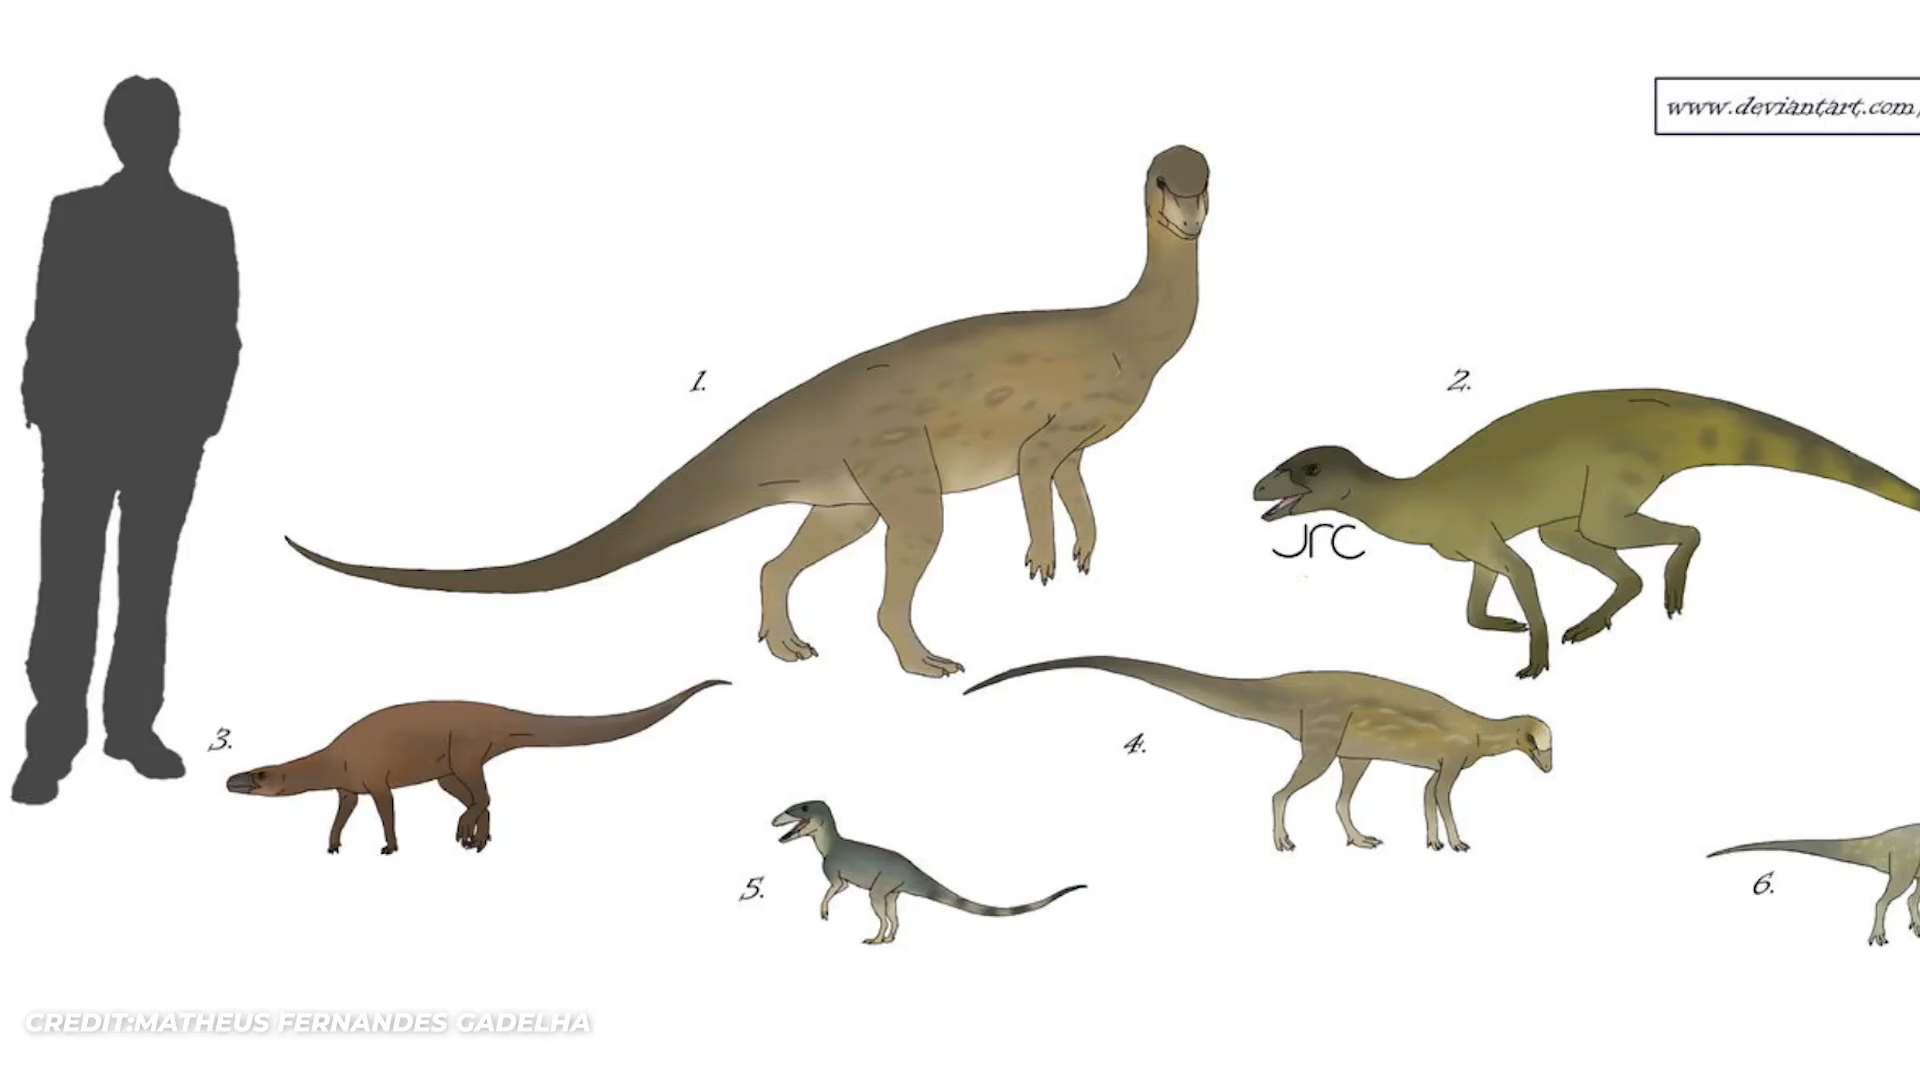 www.deviantart.com/
1.
2.
Jrc
3.
4.
5.
6.
CREDIT:MATHEUS FERNANDES GADELHA